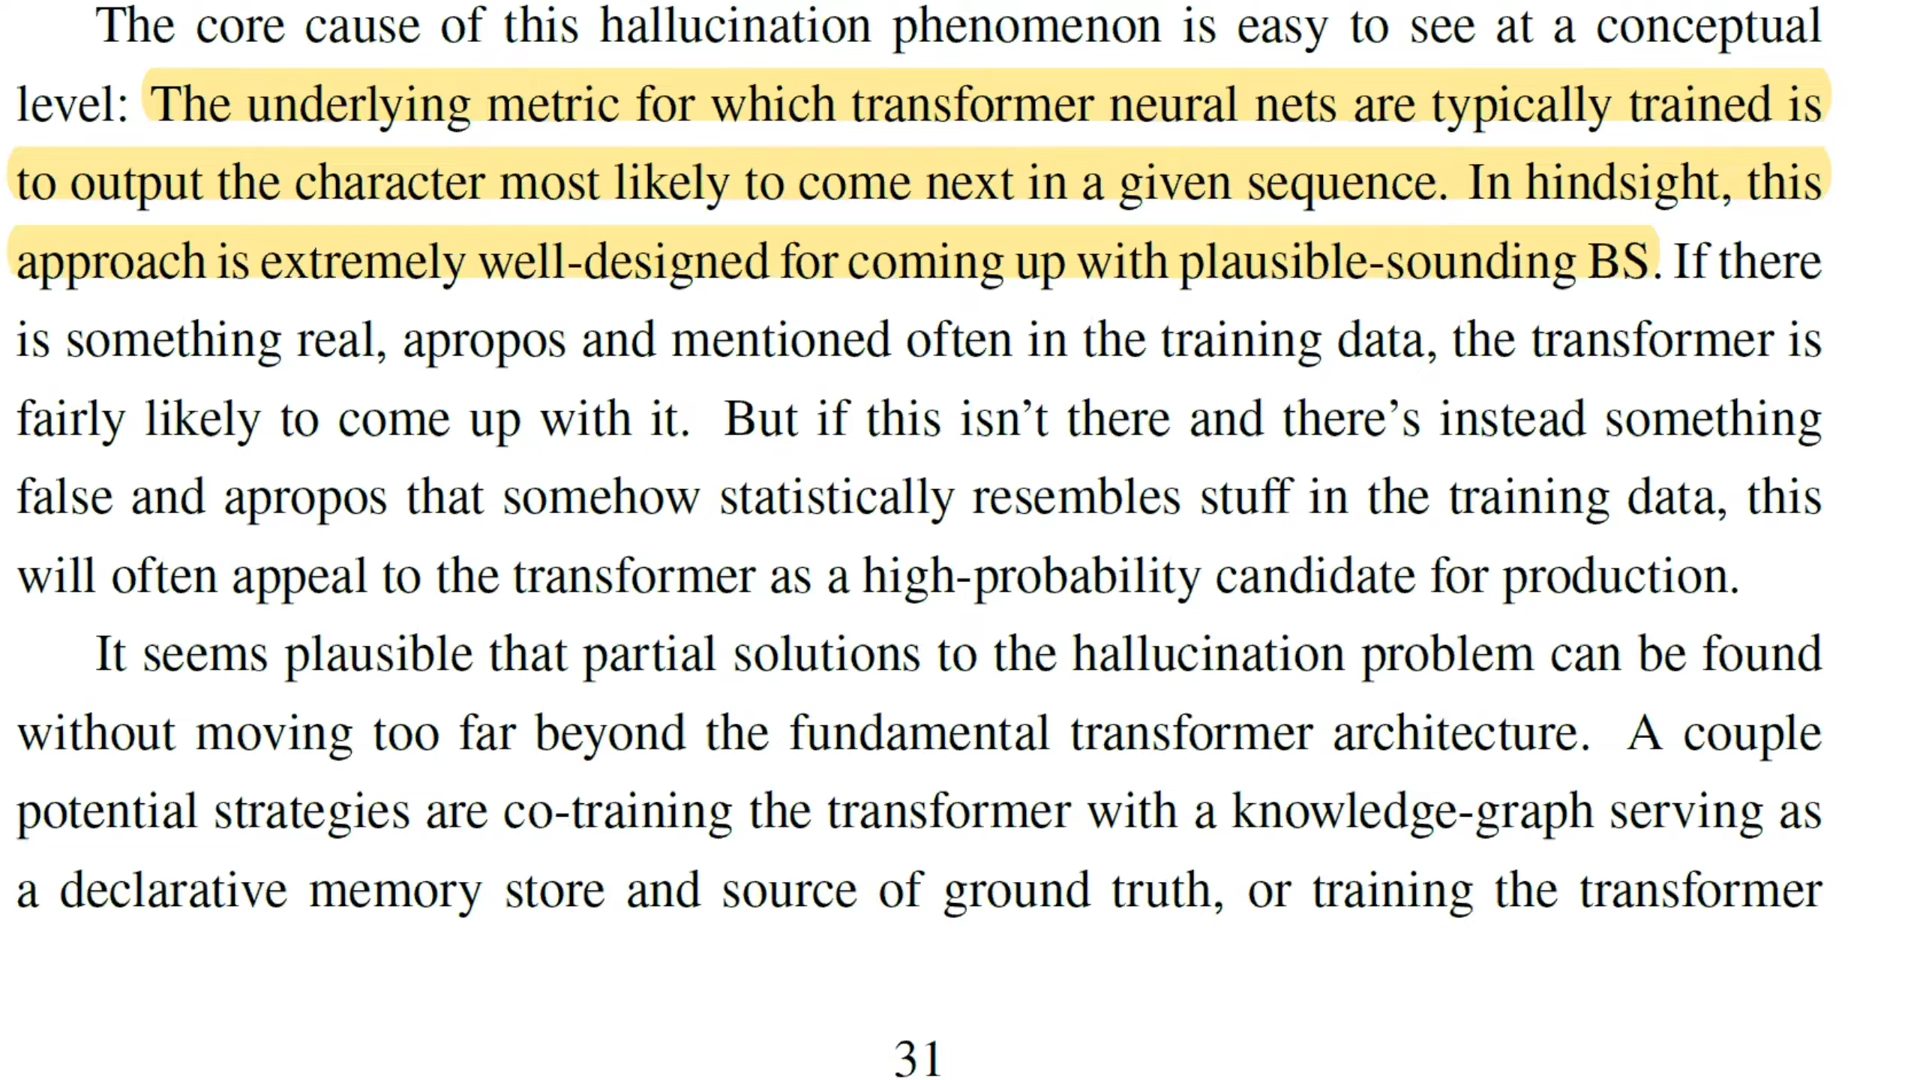 The core cause of this hallucination phenomenon is easy to see at a conceptual
level: The underlying metric for which transformer neural nets are typically trained is
to output the character most likely to come next in a given sequence. In hindsight, this
approach is extremely well-designed for coming up with plausible-sounding BS. If there
is something real, apropos and mentioned often in the training data, the transformer is
fairly likely to come up with it. But if this isn’t there and there’s instead something
false and apropos that somehow statistically resembles stuff in the training data, this
will often appeal to the transformer as a high-probability candidate for production.
It seems plausible that partial solutions to the hallucination problem can be found
without moving too far beyond the fundamental transformer architecture. A couple
potential strategies are co-training the transformer with a knowledge-graph serving as
a declarative memory store and source of ground truth, or training the transformer
31